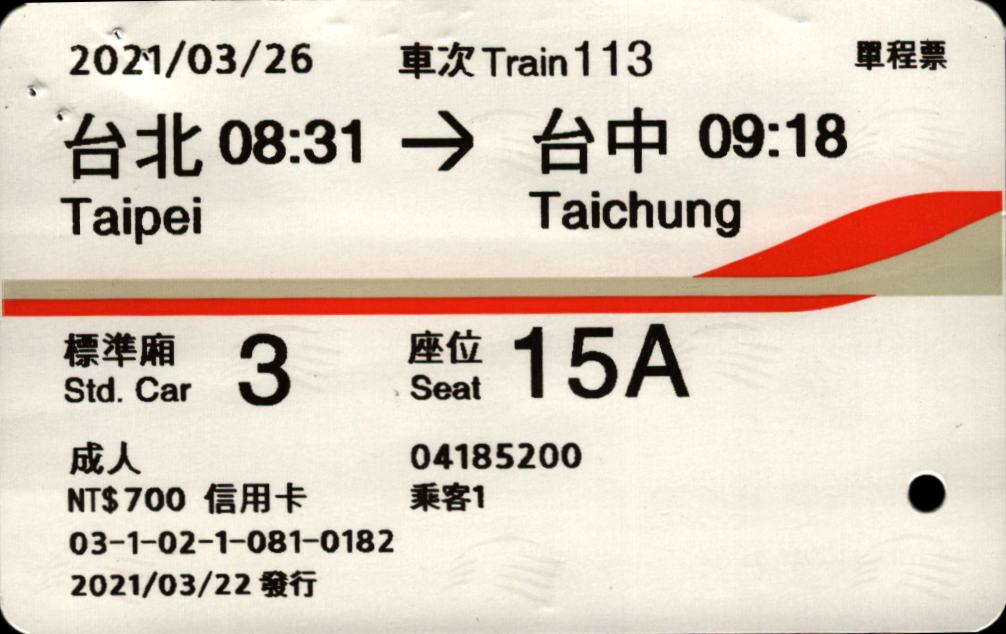 2021/03/26 車次 Train 113 單程票
台北 08:31 → 台中 09:18
Taipei Taichung
標準廂 3 座位 15A
Std. Car Seat
成人 04185200
NT$700 信用卡 乘客1
03-1-02-1-081-0182
2021/03/22 發行